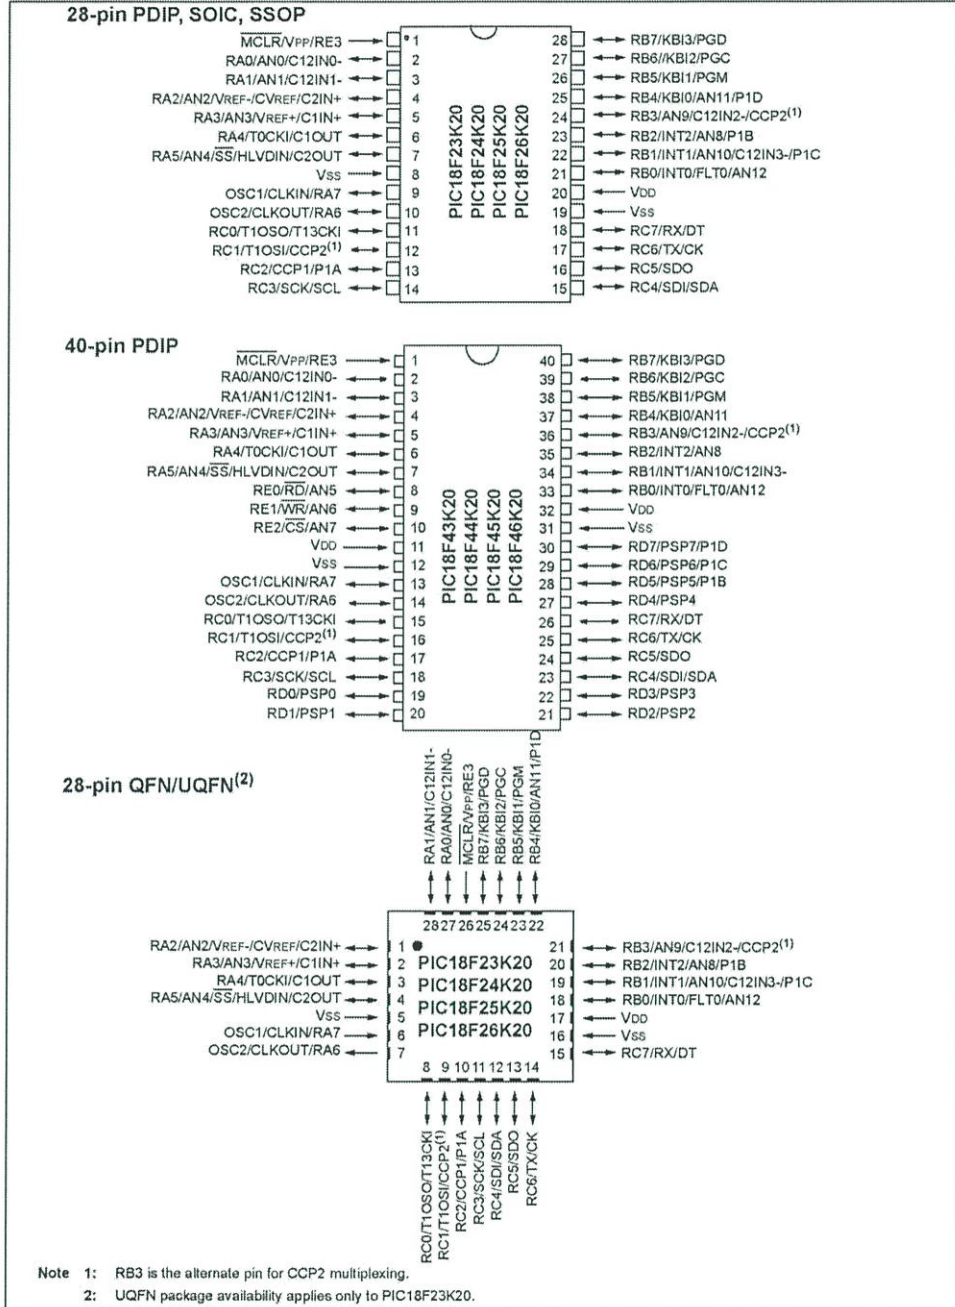 28-pin PDIP, SOIC, SSOP
MCLR/VPP/RE3 1
RA0/AN0/C12IN0- 2
RA1/AN1/C12IN1- 3
RA2/AN2/VREF-/CVREF/C2IN+ 4
RA3/AN3/VREF+/C1IN+ 5
RA4/T0CKI/C1OUT 6
RA5/AN4/SS/HLVDIN/C2OUT 7
VSS 8
OSC1/CLKIN/RA7 9
OSC2/CLKOUT/RA6 10
RC0/T1OSO/T13CKI 11
RC1/T1OSI/CCP2(1) 12
RC2/CCP1/P1A 13
RC3/SCK/SCL 14
PIC18F23K20
PIC18F24K20
PIC18F25K20
PIC18F26K20
28 RB7/KBI3/PGD
27 RB6//KBI2/PGC
26 RB5/KBI1/PGM
25 RB4/KBI0/AN11/P1D
24 RB3/AN9/C12IN2-/CCP2(1)
23 RB2/INT2/AN8/P1B
22 RB1/INT1/AN10/C12IN3-/P1C
21 RB0/INT0/FLT0/AN12
20 VDD
19 VSS
18 RC7/RX/DT
17 RC6/TX/CK
16 RC5/SDO
15 RC4/SDI/SDA
40-pin PDIP
MCLR/VPP/RE3 1
RA0/AN0/C12IN0- 2
RA1/AN1/C12IN1- 3
RA2/AN2/VREF-/CVREF/C2IN+ 4
RA3/AN3/VREF+/C1IN+ 5
RA4/T0CKI/C1OUT 6
RA5/AN4/SS/HLVDIN/C2OUT 7
RE0/RD/AN5 8
RE1/WR/AN6 9
RE2/CS/AN7 10
VDD 11
VSS 12
OSC1/CLKIN/RA7 13
OSC2/CLKOUT/RA6 14
RC0/T1OSO/T13CKI 15
RC1/T1OSI/CCP2(1) 16
RC2/CCP1/P1A 17
RC3/SCK/SCL 18
RD0/PSP0 19
RD1/PSP1 20
PIC18F43K20
PIC18F44K20
PIC18F45K20
PIC18F46K20
40 RB7/KBI3/PGD
39 RB6/KBI2/PGC
38 RB5/KBI1/PGM
37 RB4/KBI0/AN11
36 RB3/AN9/C12IN2-/CCP2(1)
35 RB2/INT2/AN8
34 RB1/INT1/AN10/C12IN3-
33 RB0/INT0/FLT0/AN12
32 VDD
31 VSS
30 RD7/PSP7/P1D
29 RD6/PSP6/P1C
28 RD5/PSP5/P1B
27 RD4/PSP4
26 RC7/RX/DT
25 RC6/TX/CK
24 RC5/SDO
23 RC4/SDI/SDA
22 RD3/PSP3
21 RD2/PSP2
28-pin QFN/UQFN(2)
RA1/AN1/C12IN1-
RA0/AN0/C12IN0-
MCLR/VPP/RE3
RB7/KBI3/PGD
RB6/KBI2/PGC
RB5/KBI1/PGM
RB4/KBI0/AN11/P1D
28 27 26 25 24 23 22
RA2/AN2/VREF-/CVREF/C2IN+ 1
RA3/AN3/VREF+/C1IN+ 2
RA4/T0CKI/C1OUT 3
RA5/AN4/SS/HLVDIN/C2OUT 4
VSS 5
OSC1/CLKIN/RA7 6
OSC2/CLKOUT/RA6 7
PIC18F23K20
PIC18F24K20
PIC18F25K20
PIC18F26K20
21 RB3/AN9/C12IN2-/CCP2(1)
20 RB2/INT2/AN8/P1B
19 RB1/INT1/AN10/C12IN3-/P1C
18 RB0/INT0/FLT0/AN12
17 VDD
16 VSS
15 RC7/RX/DT
8 9 10 11 12 13 14
RC0/T1OSO/T13CKI
RC1/T1OSI/CCP2(1)
RC2/CCP1/P1A
RC3/SCK/SCL
RC4/SDI/SDA
RC5/SDO
RC6/TX/CK
Note 1: RB3 is the alternate pin for CCP2 multiplexing.
2: UQFN package availability applies only to PIC18F23K20.